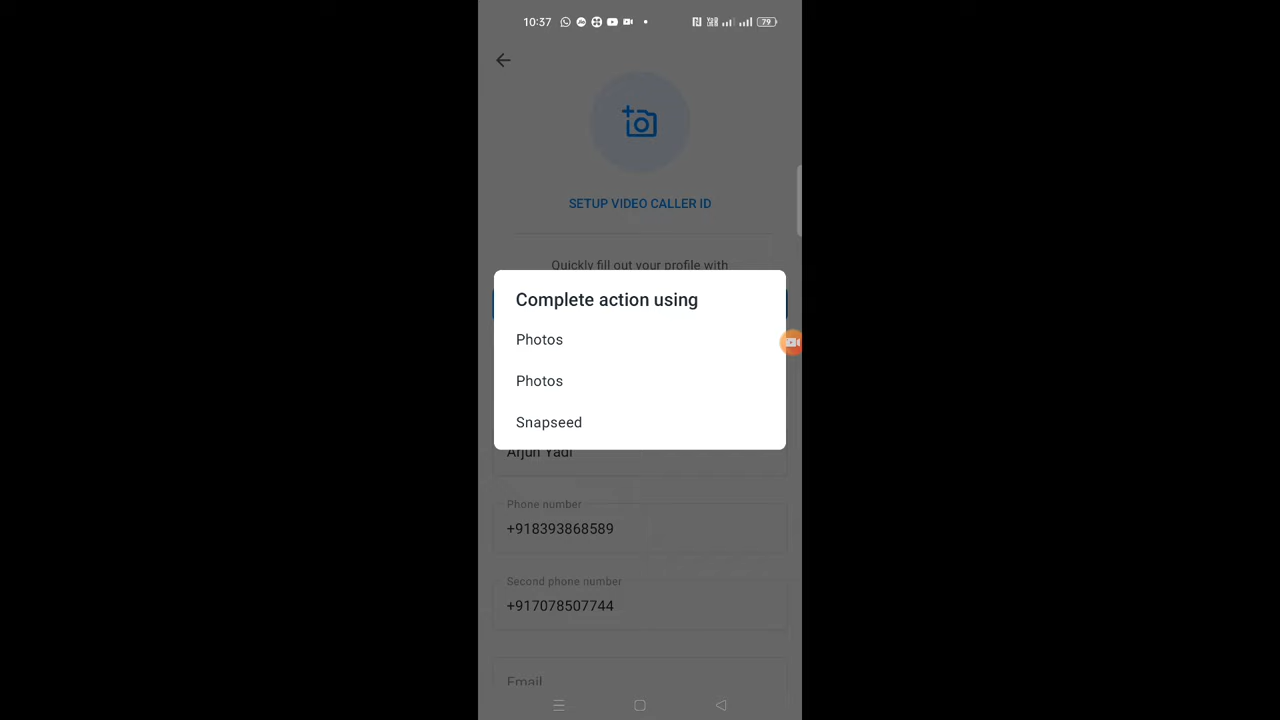 10:37
79
SETUP VIDEO CALLER ID
Quickly fill out your profile with
Complete action using
Photos
Photos
Snapseed
Arjun Yadi
Phone number
+918393868589
Second phone number
+917078507744
Email